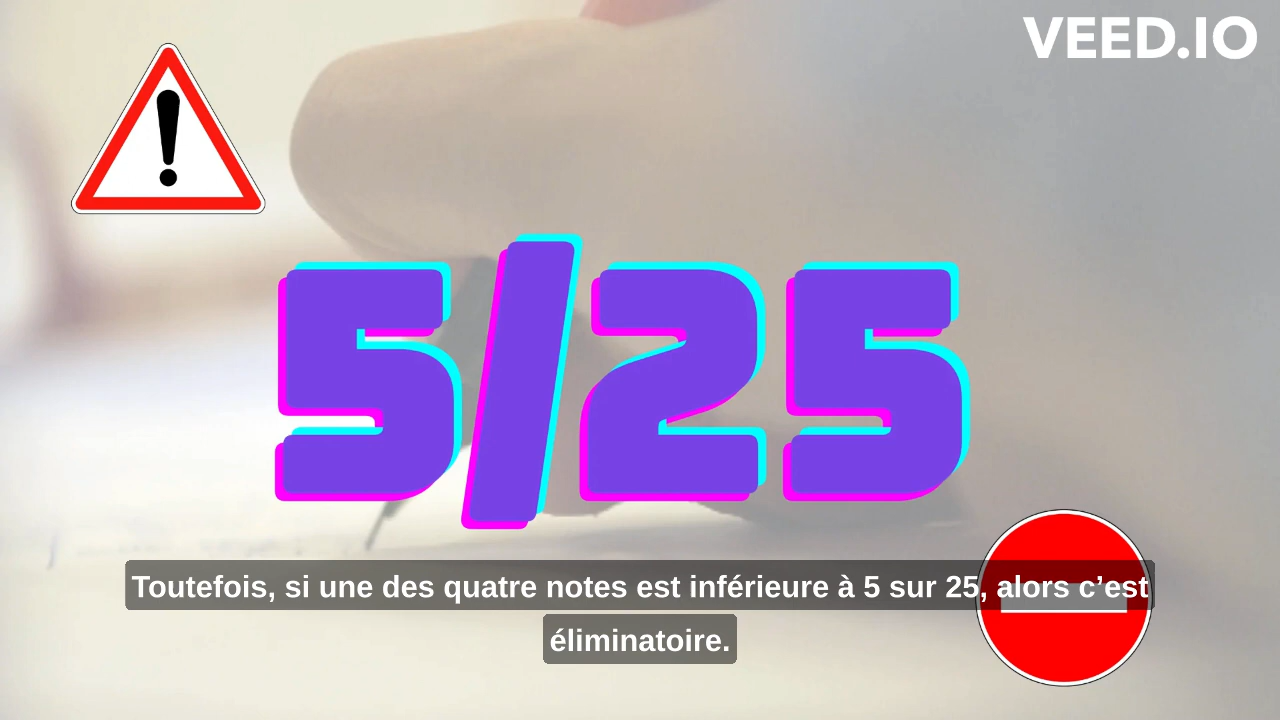 VEED.IO
5/25
Toutefois, si une des quatre notes est inférieure à 5 sur 25, alors c’est
éliminatoire.